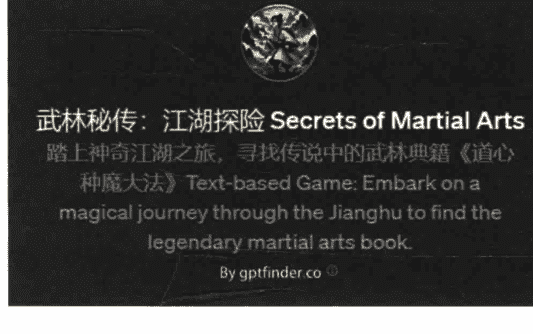 武林秘传：江湖探险 Secrets of Martial Arts
踏上神奇江湖之旅，寻找传说中的武林典籍《道心
种魔大法》Text-based Game: Embark on a
magical journey through the Jianghu to find the
legendary martial arts book.
By gptfinder.co